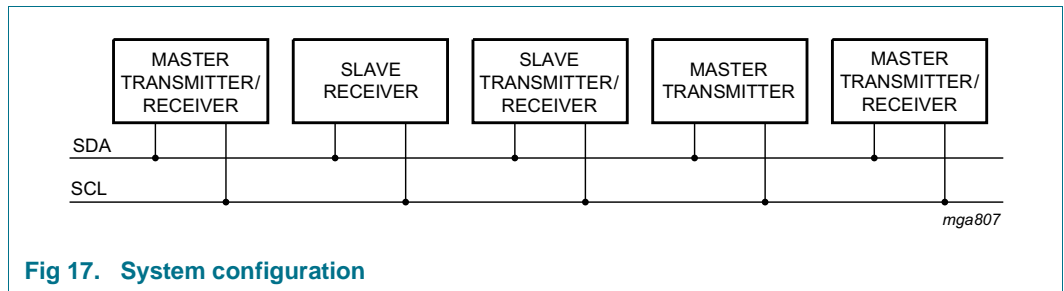 MASTER
TRANSMITTER/
RECEIVER
SLAVE
RECEIVER
SLAVE
TRANSMITTER/
RECEIVER
MASTER
TRANSMITTER
MASTER
TRANSMITTER/
RECEIVER
SDA
SCL
mga807
Fig 17. System configuration